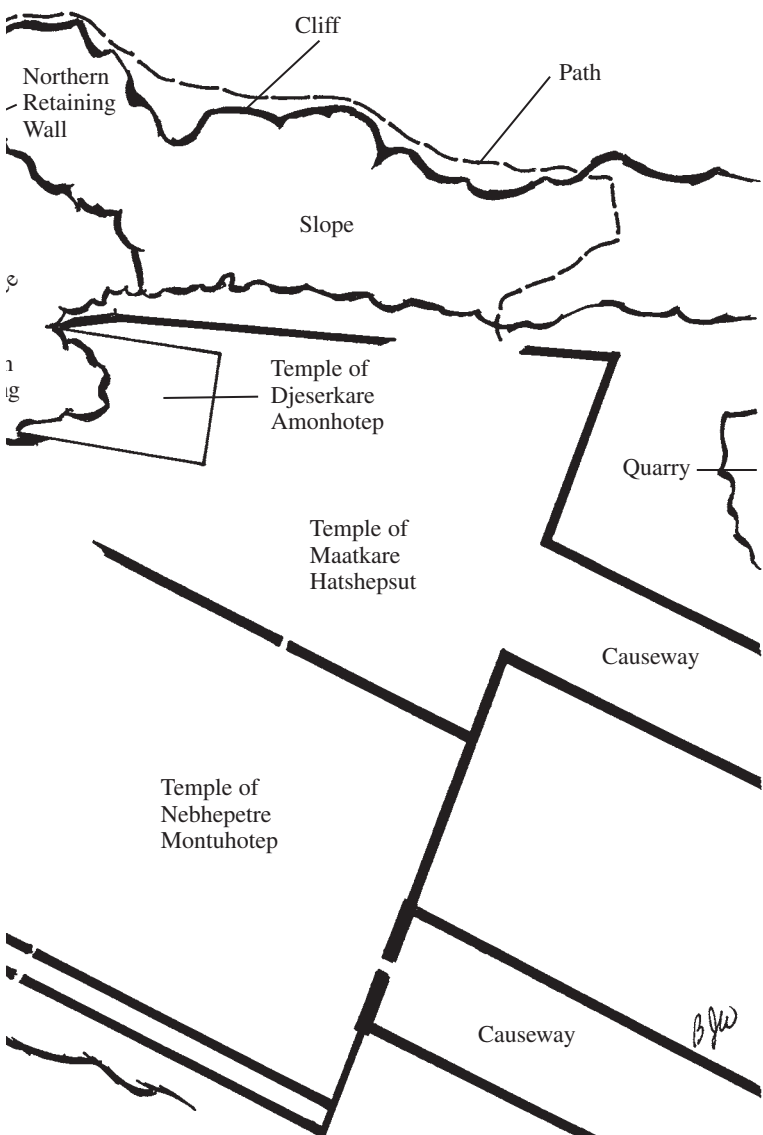 Cliff
Path
Northern
Retaining
Wall
Slope
Temple of
Djeserkare
Amonhotep
Quarry
Temple of
Maatkare
Hatshepsut
Causeway
Temple of
Nebhepetre
Montuhotep
Causeway
BJW